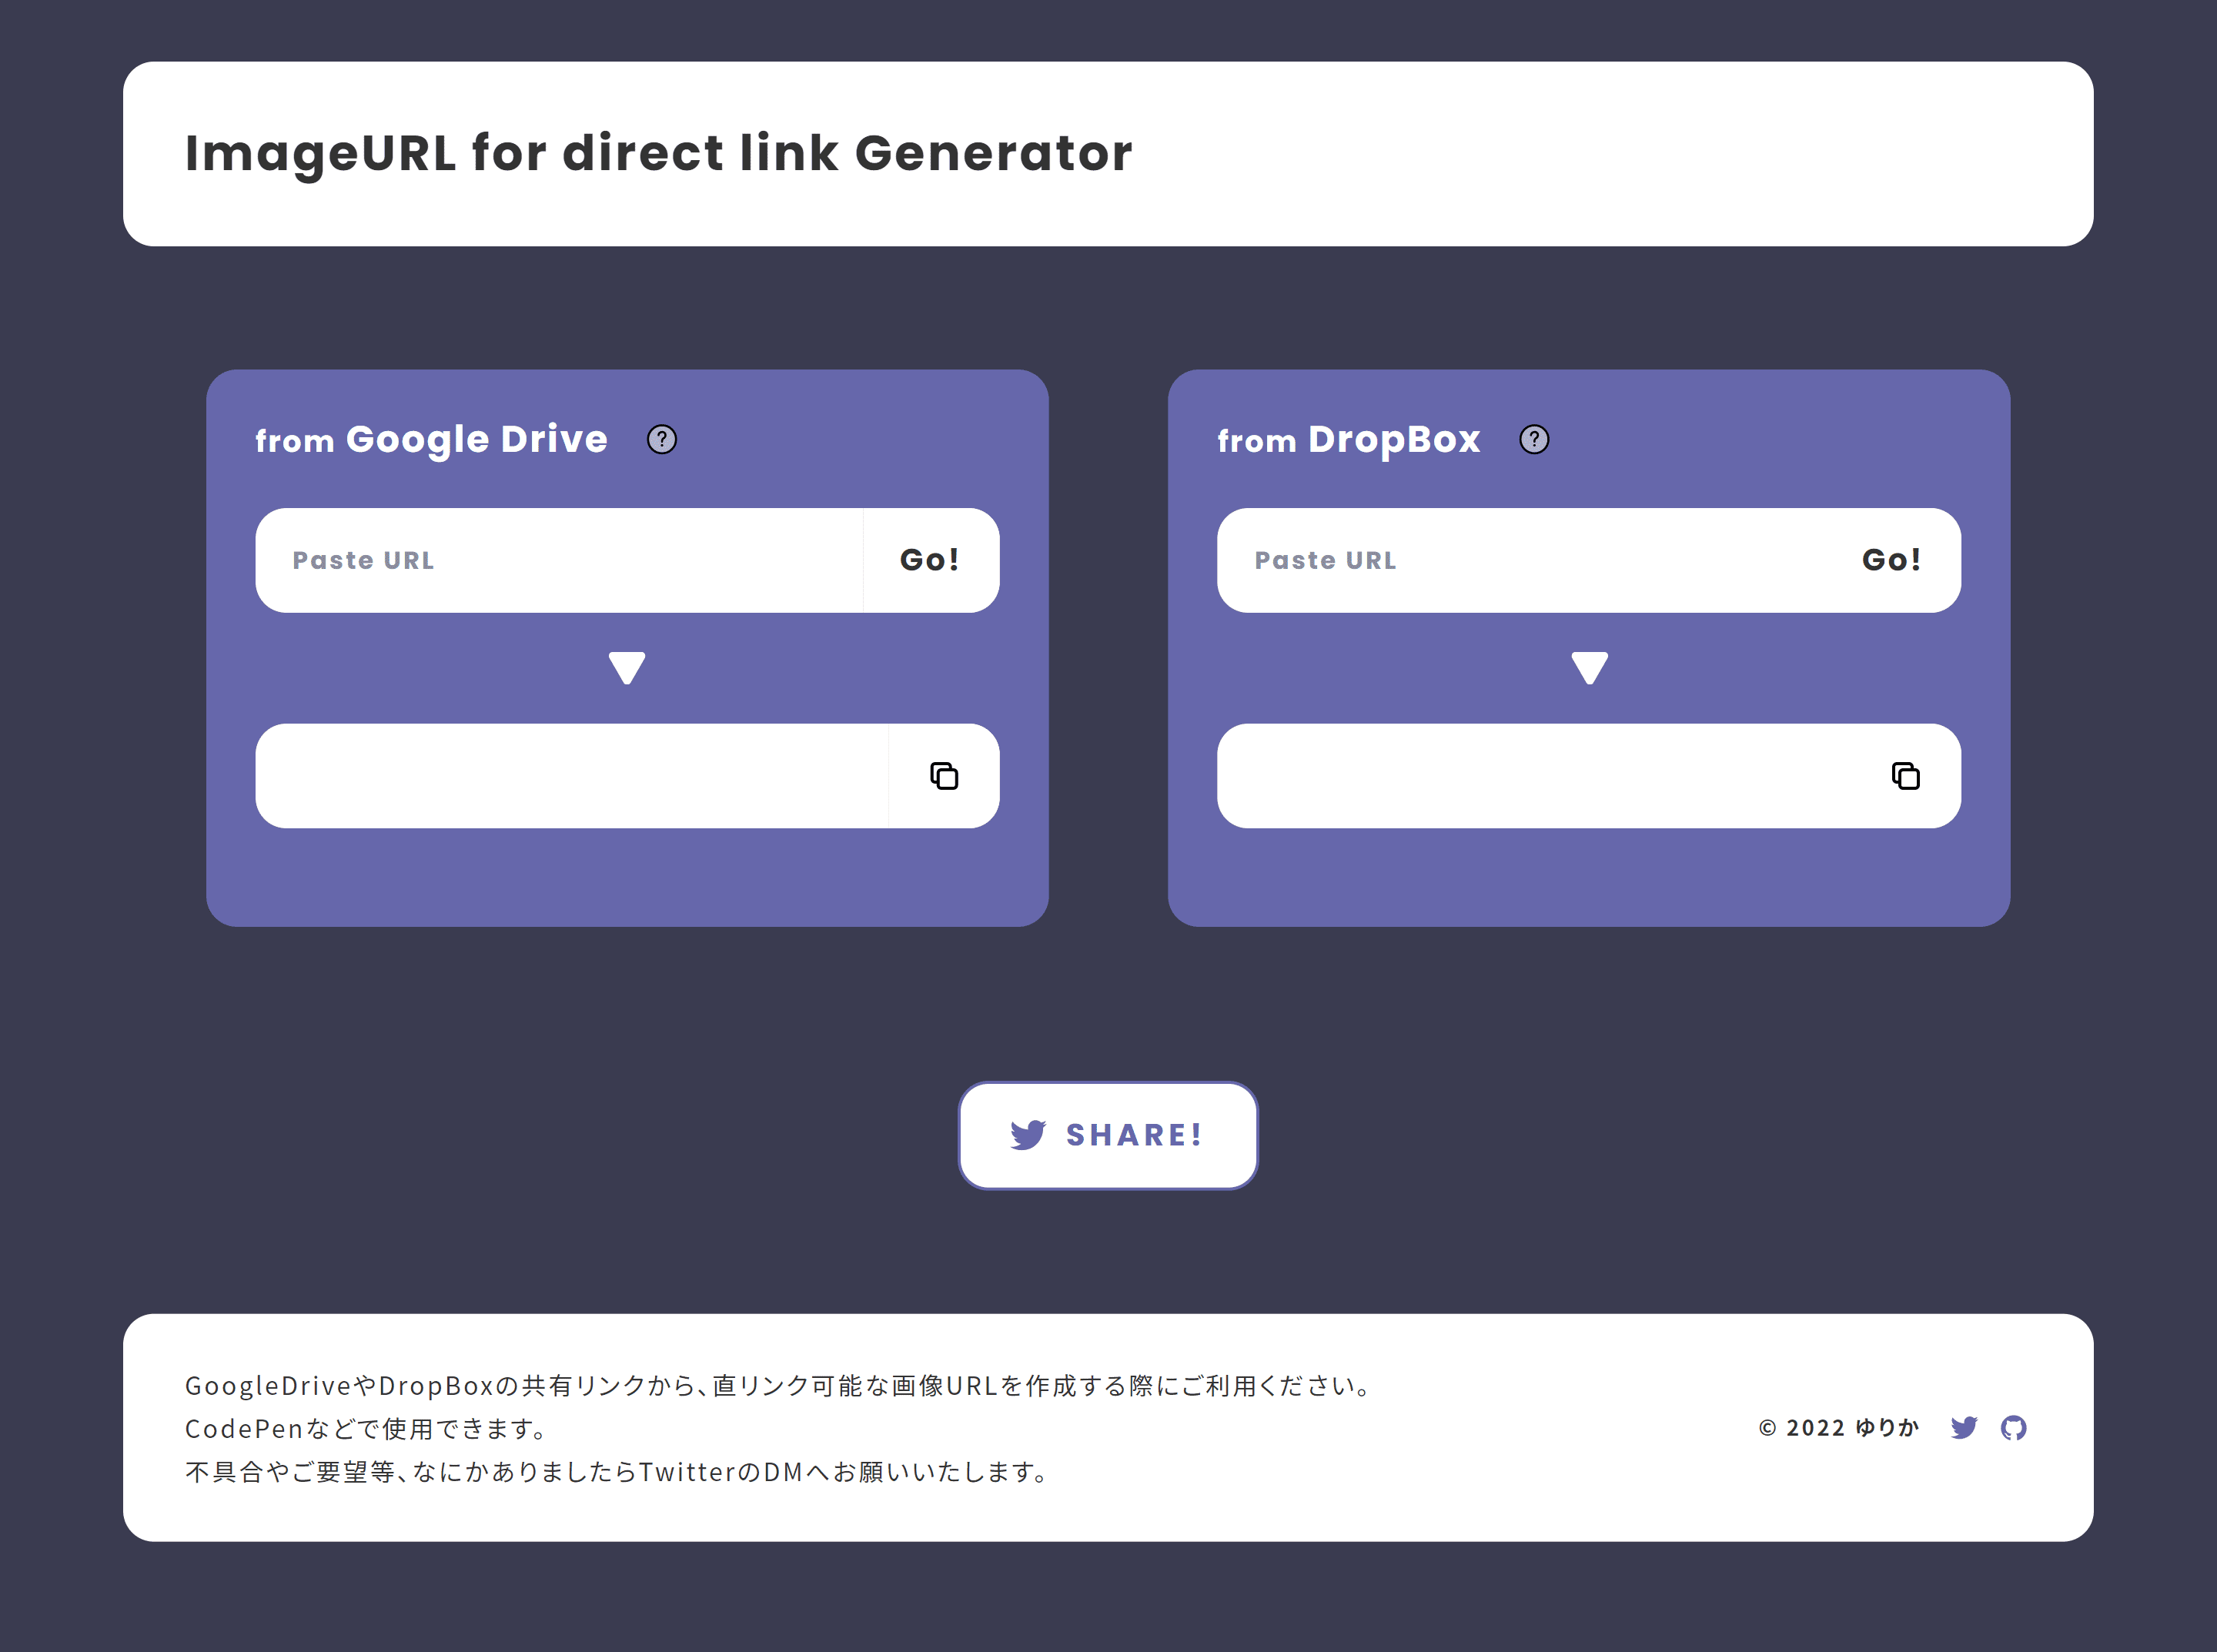 ImageURL for direct link Generator
from Google Drive ?
Paste URL Go!
from DropBox ?
Paste URL Go!
SHARE!
GoogleDriveやDropBoxの共有リンクから、直リンク可能な画像URLを作成する際にご利用ください。
CodePenなどで使用できます。
不具合やご要望等、なにかありましたらTwitterのDMへお願いいたします。
© 2022 ゆりか